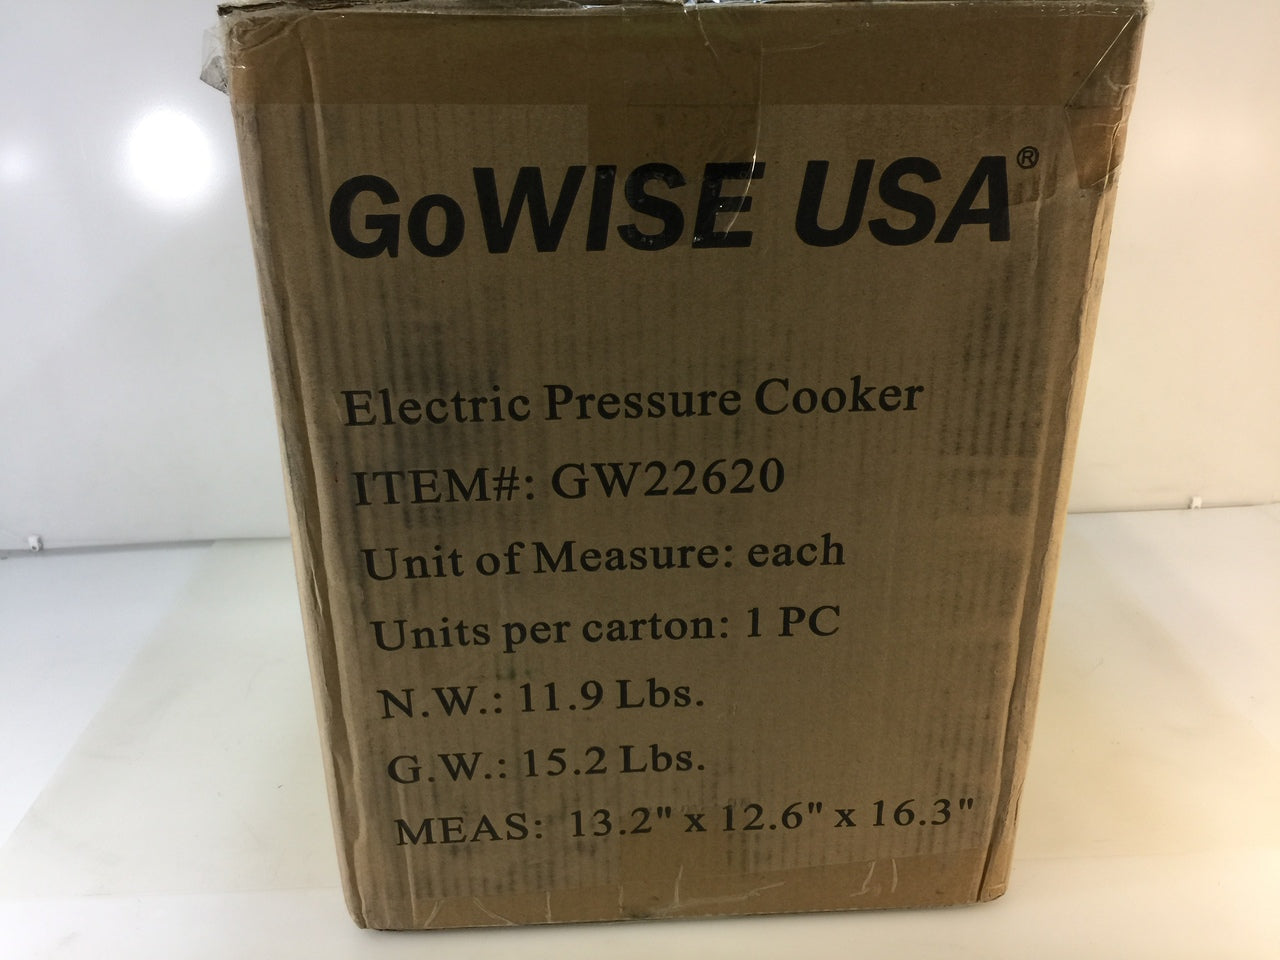 GoWISE USA®
Electric Pressure Cooker
ITEM#: GW22620
Unit of Measure: each
Units per carton: 1 PC
N.W.: 11.9 Lbs.
G.W.: 15.2 Lbs.
MEAS: 13.2" x 12.6" x 16.3"